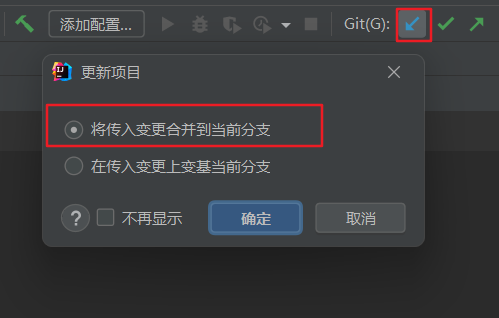 添加配置... Git(G):
更新项目
将传入变更合并到当前分支
在传入变更上变基当前分支
? 不再显示 确定 取消